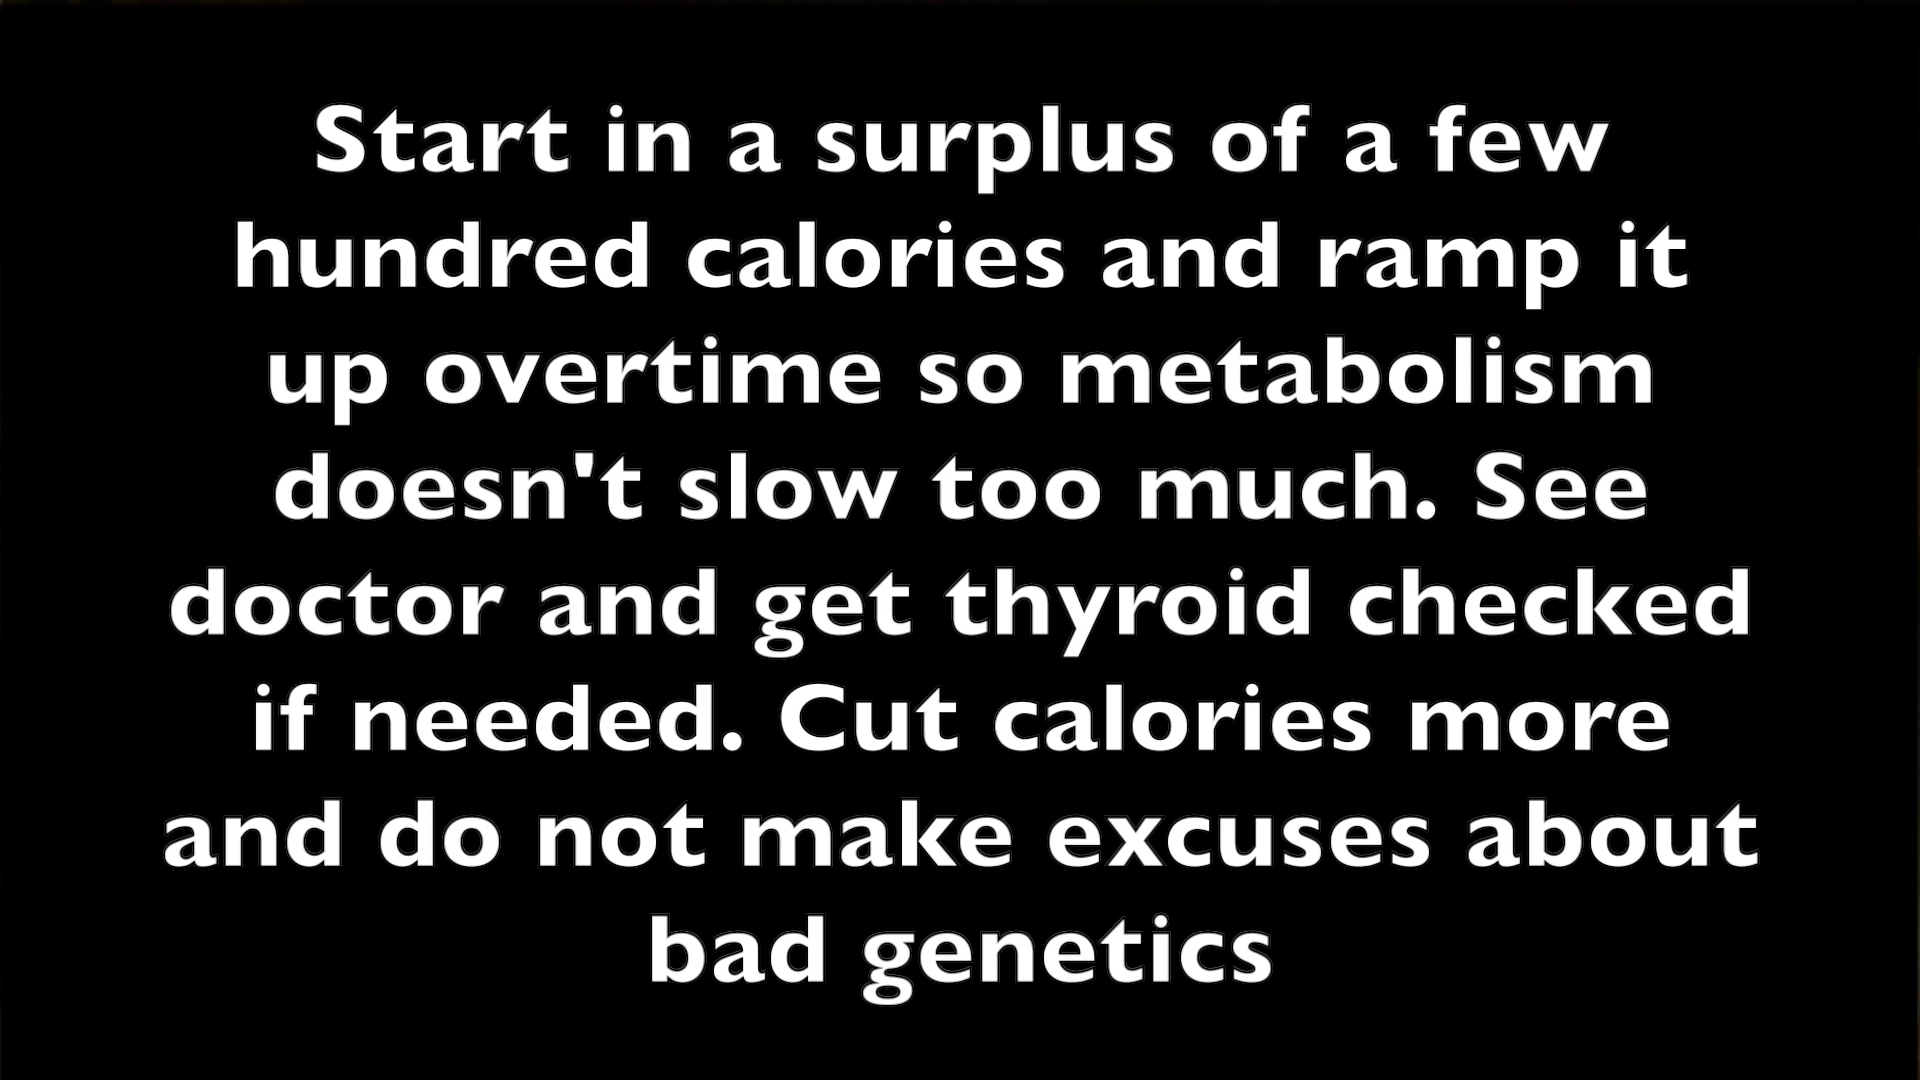 Start in a surplus of a few
hundred calories and ramp it
up overtime so metabolism
doesn't slow too much. See
doctor and get thyroid checked
if needed. Cut calories more
and do not make excuses about
bad genetics